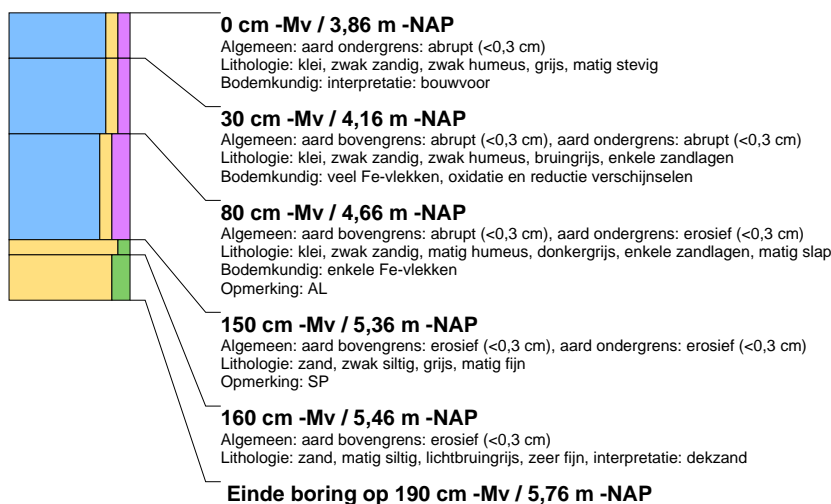 0 cm -Mv / 3,86 m -NAP
Algemeen: aard ondergrens: abrupt (<0,3 cm)
Lithologie: klei, zwak zandig, zwak humeus, grijs, matig stevig
Bodemkundig: interpretatie: bouwvoor
30 cm -Mv / 4,16 m -NAP
Algemeen: aard bovengrens: abrupt (<0,3 cm), aard ondergrens: abrupt (<0,3 cm)
Lithologie: klei, zwak zandig, zwak humeus, bruingrijs, enkele zandlagen
Bodemkundig: veel Fe-vlekken, oxidatie en reductie verschijnselen
80 cm -Mv / 4,66 m -NAP
Algemeen: aard bovengrens: abrupt (<0,3 cm), aard ondergrens: erosief (<0,3 cm)
Lithologie: klei, zwak zandig, matig humeus, donkergrijs, enkele zandlagen, matig slap
Bodemkundig: enkele Fe-vlekken
Opmerking: AL
150 cm -Mv / 5,36 m -NAP
Algemeen: aard bovengrens: erosief (<0,3 cm), aard ondergrens: erosief (<0,3 cm)
Lithologie: zand, zwak siltig, grijs, matig fijn
Opmerking: SP
160 cm -Mv / 5,46 m -NAP
Algemeen: aard bovengrens: erosief (<0,3 cm)
Lithologie: zand, matig siltig, lichtbruingrijs, zeer fijn, interpretatie: dekzand
Einde boring op 190 cm -Mv / 5,76 m -NAP